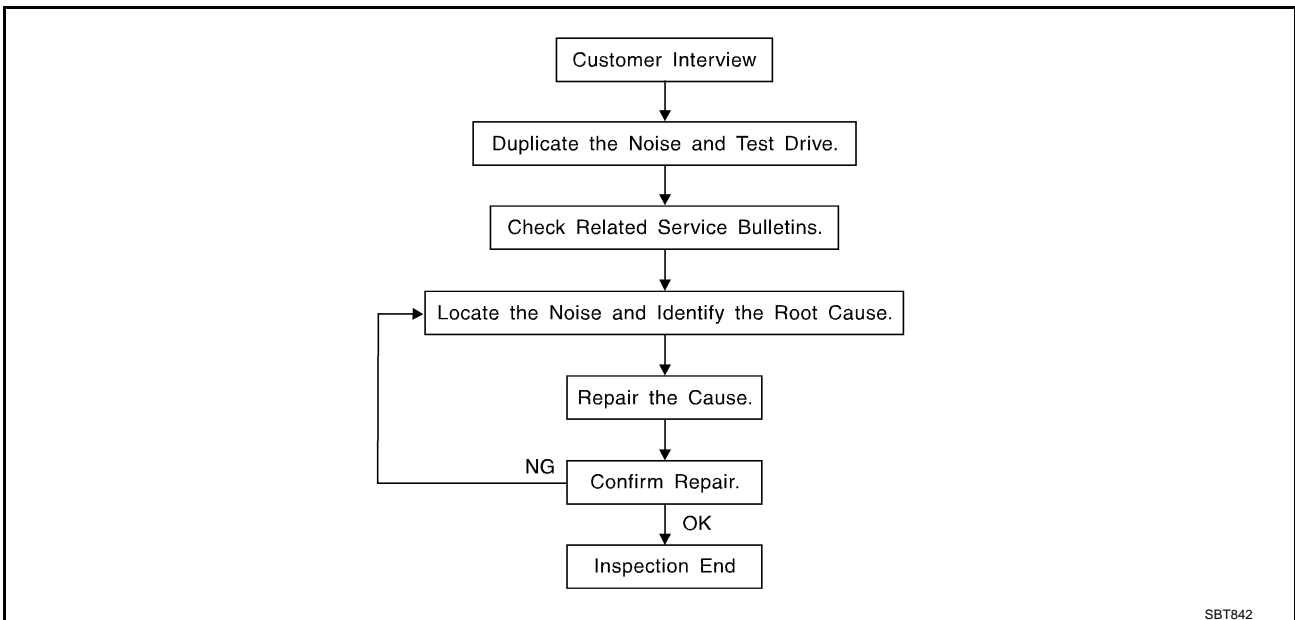 Customer Interview
Duplicate the Noise and Test Drive.
Check Related Service Bulletins.
Locate the Noise and Identify the Root Cause.
Repair the Cause.
NG
Confirm Repair.
OK
Inspection End
SBT842